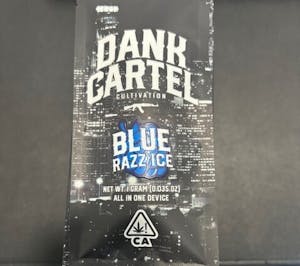 DANK
CARTEL
CULTIVATION
BLUE
RAZZ ICE
NET WT. 1 GRAM [0.035 OZ]
ALL IN ONE DEVICE
CA